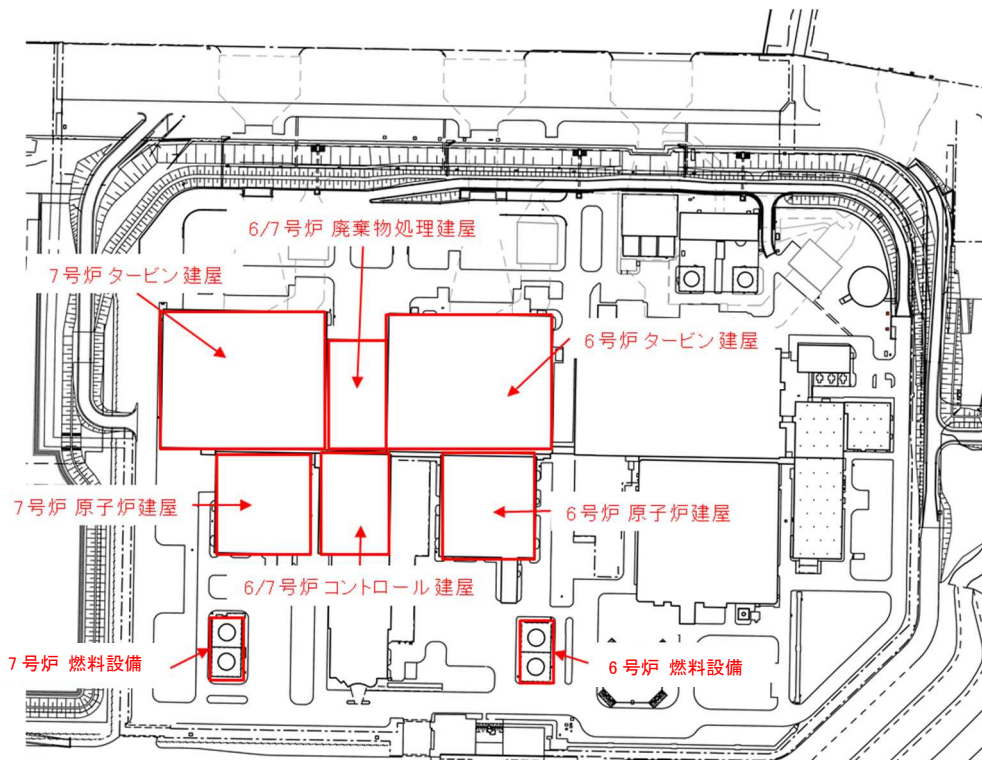 6/7号炉 廃棄物処理建屋
7号炉 タービン建屋
6号炉 タービン建屋
7号炉 原子炉建屋
6号炉 原子炉建屋
6/7号炉 コントロール建屋
7号炉 燃料設備
6号炉 燃料設備